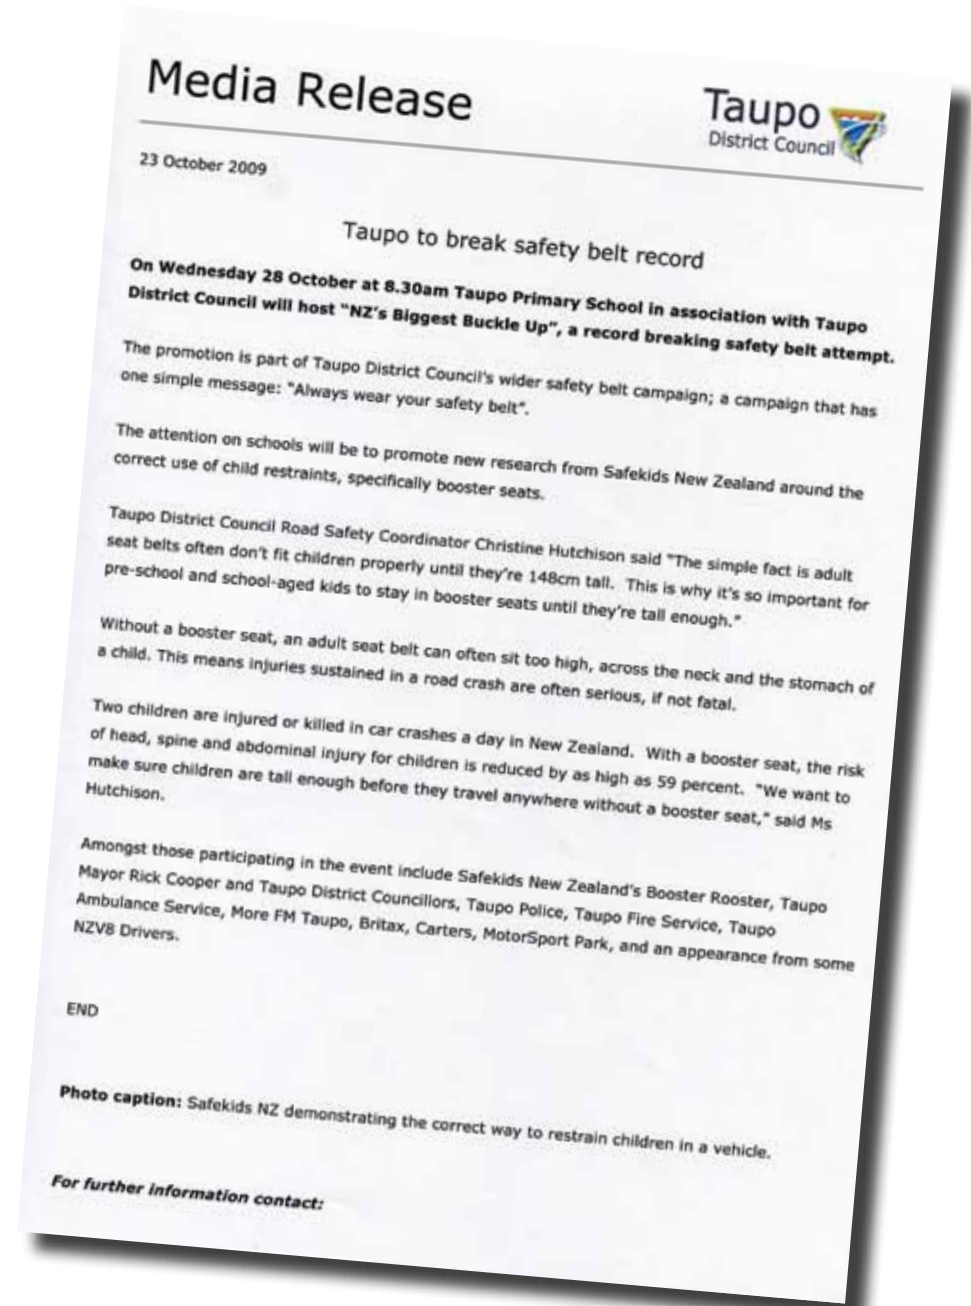 Media Release
Taupo
District Council
23 October 2009
Taupo to break safety belt record
On Wednesday 28 October at 8.30am Taupo Primary School in association with Taupo
District Council will host "NZ's Biggest Buckle Up", a record breaking safety belt attempt.
The promotion is part of Taupo District Council's wider safety belt campaign; a campaign that has
one simple message: "Always wear your safety belt".
The attention on schools will be to promote new research from Safekids New Zealand around the
correct use of child restraints, specifically booster seats.
Taupo District Council Road Safety Coordinator Christine Hutchison said "The simple fact is adult
seat belts often don't fit children properly until they're 148cm tall. This is why it's so important for
pre-school and school-aged kids to stay in booster seats until they're tall enough."
Without a booster seat, an adult seat belt can often sit too high, across the neck and the stomach of
a child. This means injuries sustained in a road crash are often serious, if not fatal.
Two children are injured or killed in car crashes a day in New Zealand. With a booster seat, the risk
of head, spine and abdominal injury for children is reduced by as high as 59 percent. "We want to
make sure children are tall enough before they travel anywhere without a booster seat," said Ms
Hutchison.
Amongst those participating in the event include Safekids New Zealand's Booster Rooster, Taupo
Mayor Rick Cooper and Taupo District Councillors, Taupo Police, Taupo Fire Service, Taupo
Ambulance Service, More FM Taupo, Britax, Carters, MotorSport Park, and an appearance from some
NZV8 Drivers.
END
Photo caption: Safekids NZ demonstrating the correct way to restrain children in a vehicle.
For further information contact: